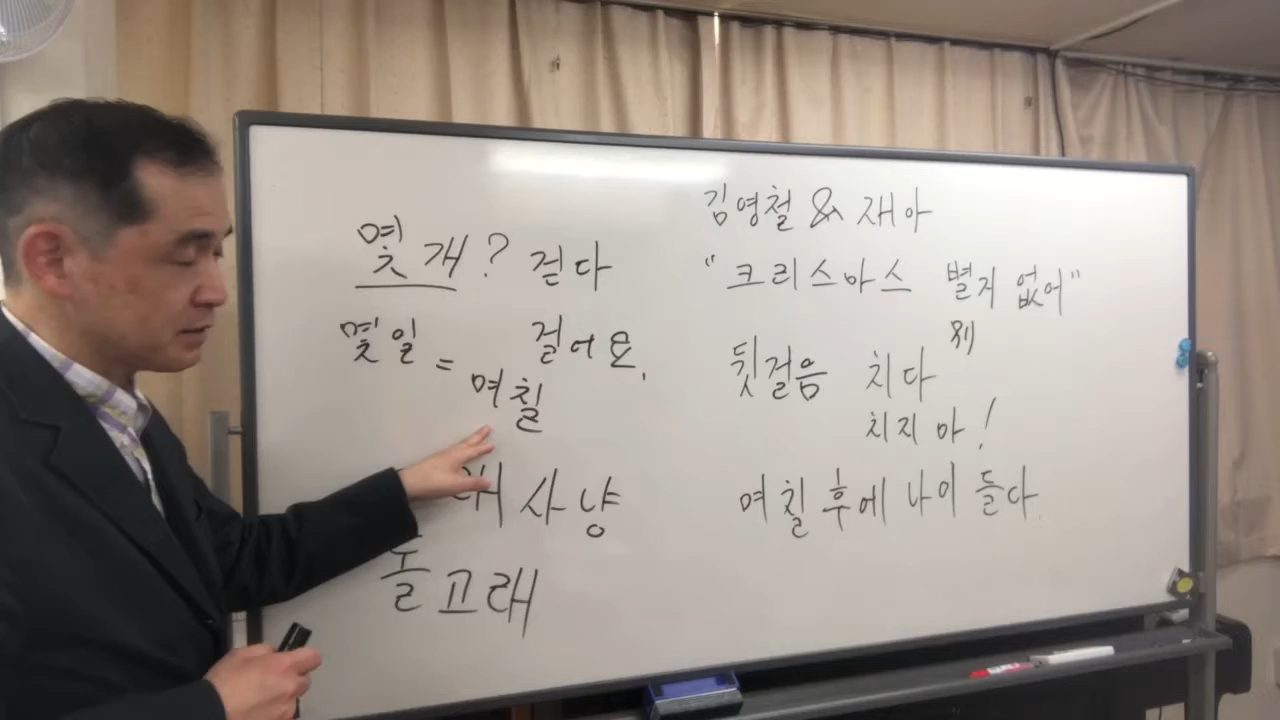 몇 개? 걷다
몇일 = 며칠
걸어요.
래 사냥
돌고래
김영철 & 재아
"크리스마스 별거 없어"
뒷걸음 치다
치지 마!
며칠 후에 나이 들다.